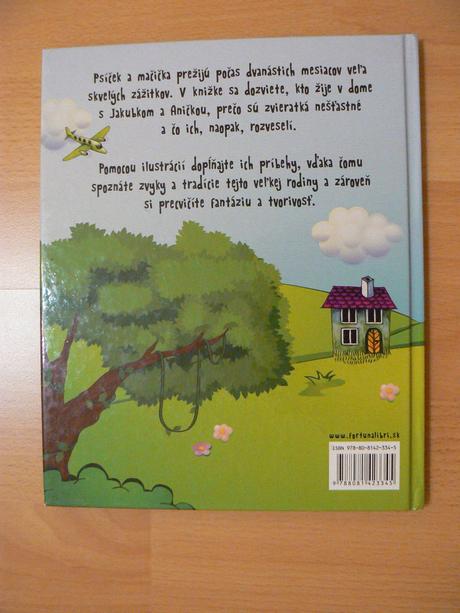 Psíček a mačička prežijú počas dvanástich mesiacov veľa
skvelých zážitkov. V knižke sa dozviete, kto žije v dome
s Jakubkom a Aničkou, prečo sú zvieratká nešťastné
a čo ich, naopak, rozveselí.
Pomocou ilustrácií dopĺňajte ich príbehy, vďaka čomu
spoznáte zvyky a tradície tejto veľkej rodiny a zároveň
si precvičíte fantáziu a tvorivosť.
www.fortunalibri.sk
ISBN 978-80-8142-334-5
9788081423345